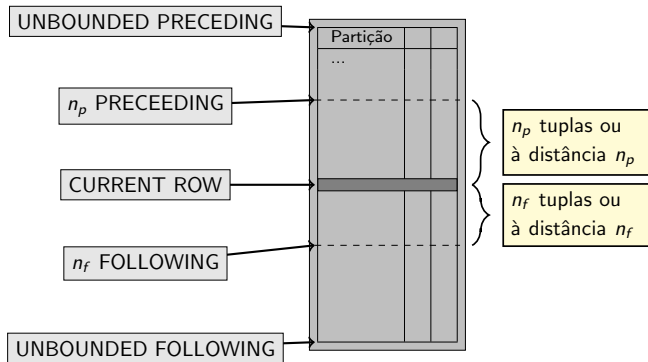 UNBOUNDED PRECEDING
Partição
...
n_p PRECEEDING
n_p tuplas ou
à distância n_p
CURRENT ROW
n_f tuplas ou
à distância n_f
n_f FOLLOWING
UNBOUNDED FOLLOWING